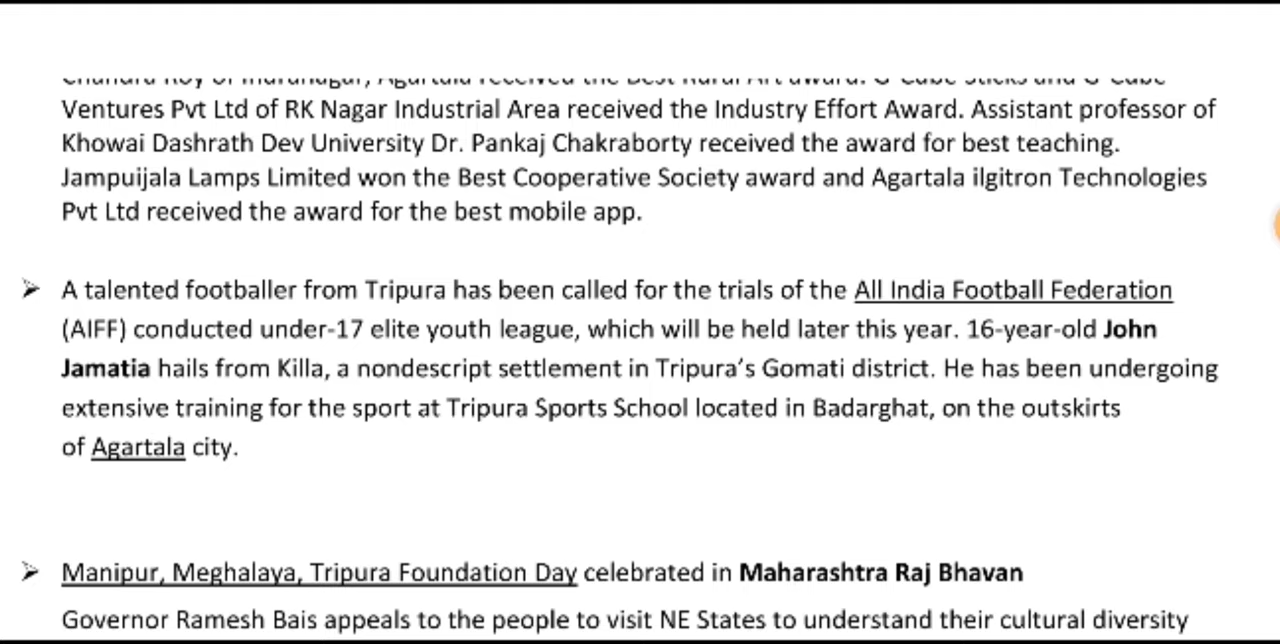 Ventures Pvt Ltd of RK Nagar Industrial Area received the Industry Effort Award. Assistant professor of
Khowai Dashrath Dev University Dr. Pankaj Chakraborty received the award for best teaching.
Jampuijala Lamps Limited won the Best Cooperative Society award and Agartala ilgitron Technologies
Pvt Ltd received the award for the best mobile app.
➤ A talented footballer from Tripura has been called for the trials of the All India Football Federation
(AIFF) conducted under-17 elite youth league, which will be held later this year. 16-year-old John
Jamatia hails from Killa, a nondescript settlement in Tripura’s Gomati district. He has been undergoing
extensive training for the sport at Tripura Sports School located in Badarghat, on the outskirts
of Agartala city.
➤ Manipur, Meghalaya, Tripura Foundation Day celebrated in Maharashtra Raj Bhavan
Governor Ramesh Bais appeals to the people to visit NE States to understand their cultural diversity